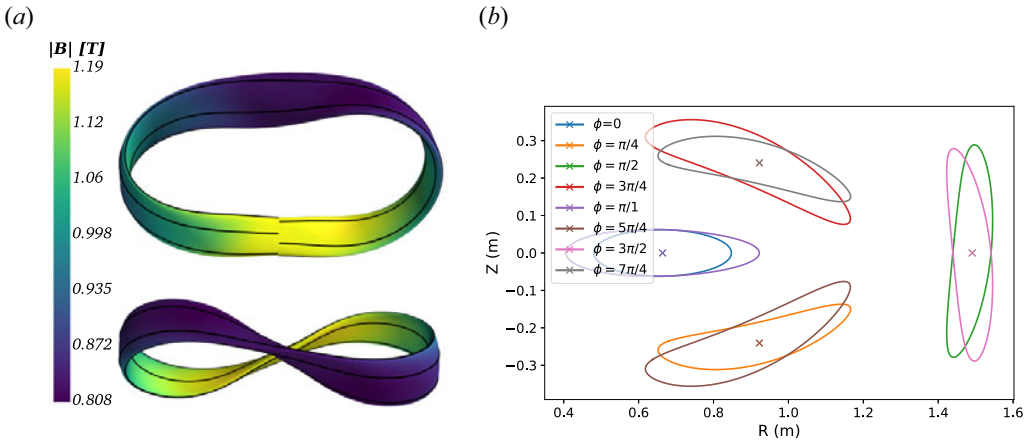 (a)
(b)
|B| [T]
1.19
1.12
1.06
0.998
0.935
0.872
0.808
ϕ=0
ϕ = π/4
ϕ = π/2
ϕ = 3π/4
ϕ = π/1
ϕ = 5π/4
ϕ = 3π/2
ϕ = 7π/4
Z (m)
0.3
0.2
0.1
0.0
−0.1
−0.2
−0.3
0.4
0.6
0.8
1.0
1.2
1.4
1.6
R (m)